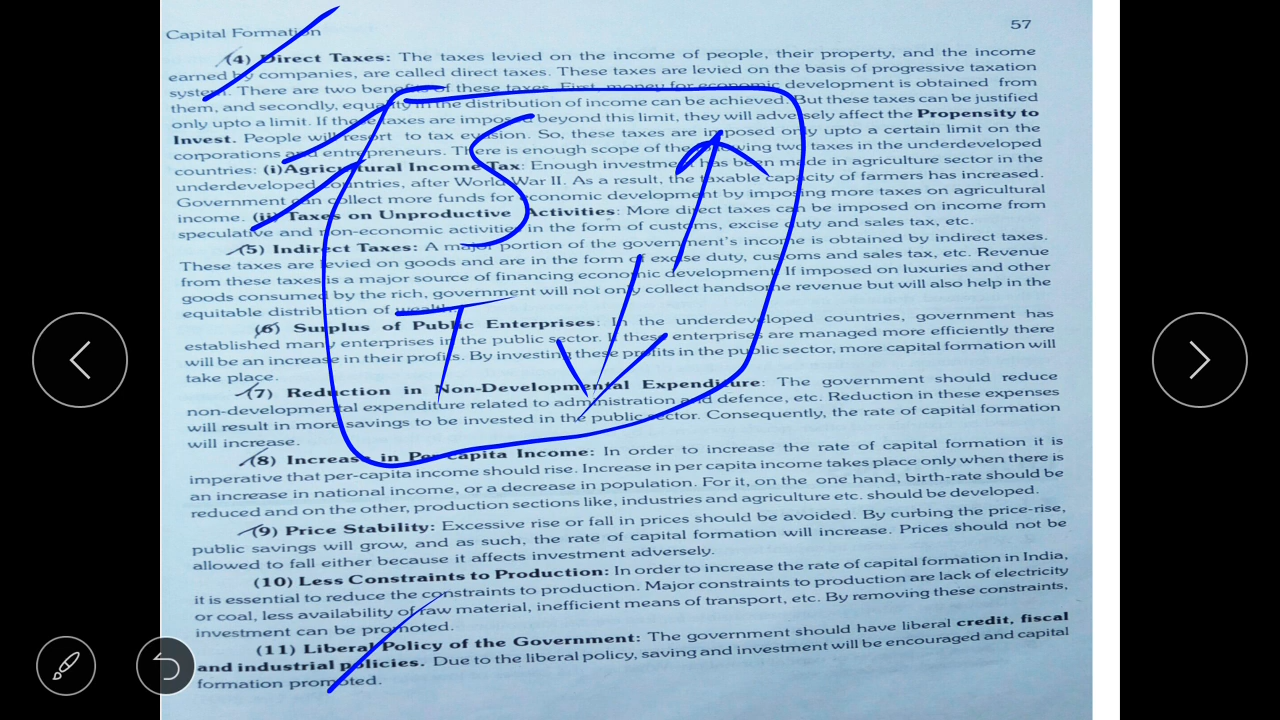 Capital Formation 57
(4) Direct Taxes: The taxes levied on the income of people, their property, and the income
earned by companies, are called direct taxes. These taxes are levied on the basis of progressive taxation
system. There are two benefits of these taxes. First, money for economic development is obtained from
them, and secondly, equality in the distribution of income can be achieved. But these taxes can be justified
only upto a limit. If these taxes are imposed beyond this limit, they will adversely affect the Propensity to
Invest. People will resort to tax evasion. So, these taxes are imposed only upto a certain limit on the
corporations and entrepreneurs. There is enough scope of the following two taxes in the underdeveloped
countries: (i) Agricultural Income Tax: Enough investment has been made in agriculture sector in the
underdeveloped countries, after World War II. As a result, the taxable capacity of farmers has increased.
Government can collect more funds for economic development by imposing more taxes on agricultural
income. (ii) Taxes on Unproductive Activities: More direct taxes can be imposed on income from
speculative and non-economic activities in the form of customs, excise duty and sales tax, etc.
(5) Indirect Taxes: A major portion of the government's income is obtained by indirect taxes.
These taxes are levied on goods and are in the form of excise duty, customs and sales tax, etc. Revenue
from these taxes is a major source of financing economic development. If imposed on luxuries and other
goods consumed by the rich, government will not only collect handsome revenue but will also help in the
equitable distribution of wealth.
(6) Surplus of Public Enterprises: In the underdeveloped countries, government has
established many enterprises in the public sector. If these enterprises are managed more efficiently there
will be an increase in their profits. By investing these profits in the public sector, more capital formation will
take place.
(7) Reduction in Non-Developmental Expenditure: The government should reduce
non-developmental expenditure related to administration and defence, etc. Reduction in these expenses
will result in more savings to be invested in the public sector. Consequently, the rate of capital formation
will increase.
(8) Increase in Per Capita Income: In order to increase the rate of capital formation it is
imperative that per-capita income should rise. Increase in per capita income takes place only when there is
an increase in national income, or a decrease in population. For it, on the one hand, birth-rate should be
reduced and on the other, production sections like, industries and agriculture etc. should be developed.
(9) Price Stability: Excessive rise or fall in prices should be avoided. By curbing the price-rise,
public savings will grow, and as such, the rate of capital formation will increase. Prices should not be
allowed to fall either because it affects investment adversely.
(10) Less Constraints to Production: In order to increase the rate of capital formation in India,
it is essential to reduce the constraints to production. Major constraints to production are lack of electricity
or coal, less availability of raw material, inefficient means of transport, etc. By removing these constraints,
investment can be promoted.
(11) Liberal Policy of the Government: The government should have liberal credit, fiscal
and industrial policies. Due to the liberal policy, saving and investment will be encouraged and capital
formation promoted.